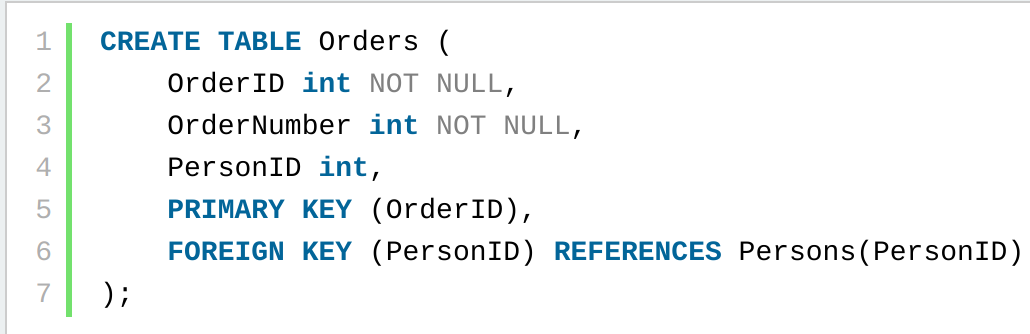 1 CREATE TABLE Orders (
2 OrderID int NOT NULL,
3 OrderNumber int NOT NULL,
4 PersonID int,
5 PRIMARY KEY (OrderID),
6 FOREIGN KEY (PersonID) REFERENCES Persons(PersonID)
7 );